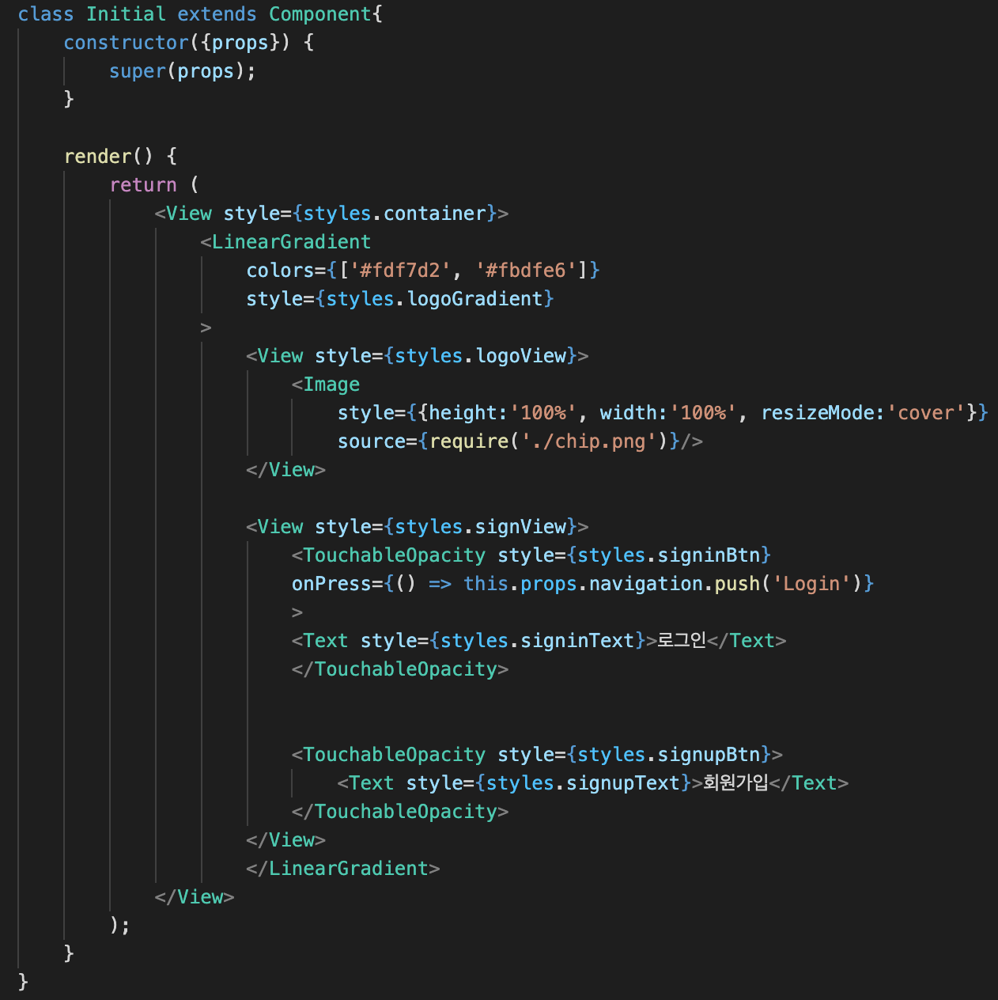 class Initial extends Component{
constructor({props}) {
super(props);
}
render() {
return (
<View style={styles.container}>
<LinearGradient
colors={['#fdf7d2', '#fbdfe6']}
style={styles.logoGradient}
>
<View style={styles.logoView}>
<Image
style={{height:'100%', width:'100%', resizeMode:'cover'}}
source={require('./chip.png')}/>
</View>
<View style={styles.signView}>
<TouchableOpacity style={styles.signinBtn}
onPress={() => this.props.navigation.push('Login')}
>
<Text style={styles.signinText}>로그인</Text>
</TouchableOpacity>
<TouchableOpacity style={styles.signupBtn}>
<Text style={styles.signupText}>회원가입</Text>
</TouchableOpacity>
</View>
</LinearGradient>
</View>
);
}
}